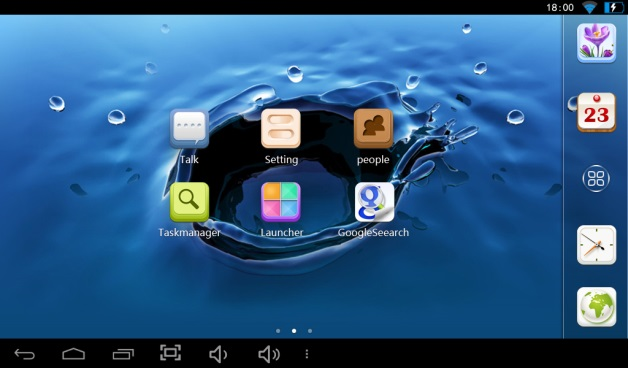 18:00
23
Talk Setting people
Taskmanager Launcher GoogleSeearch